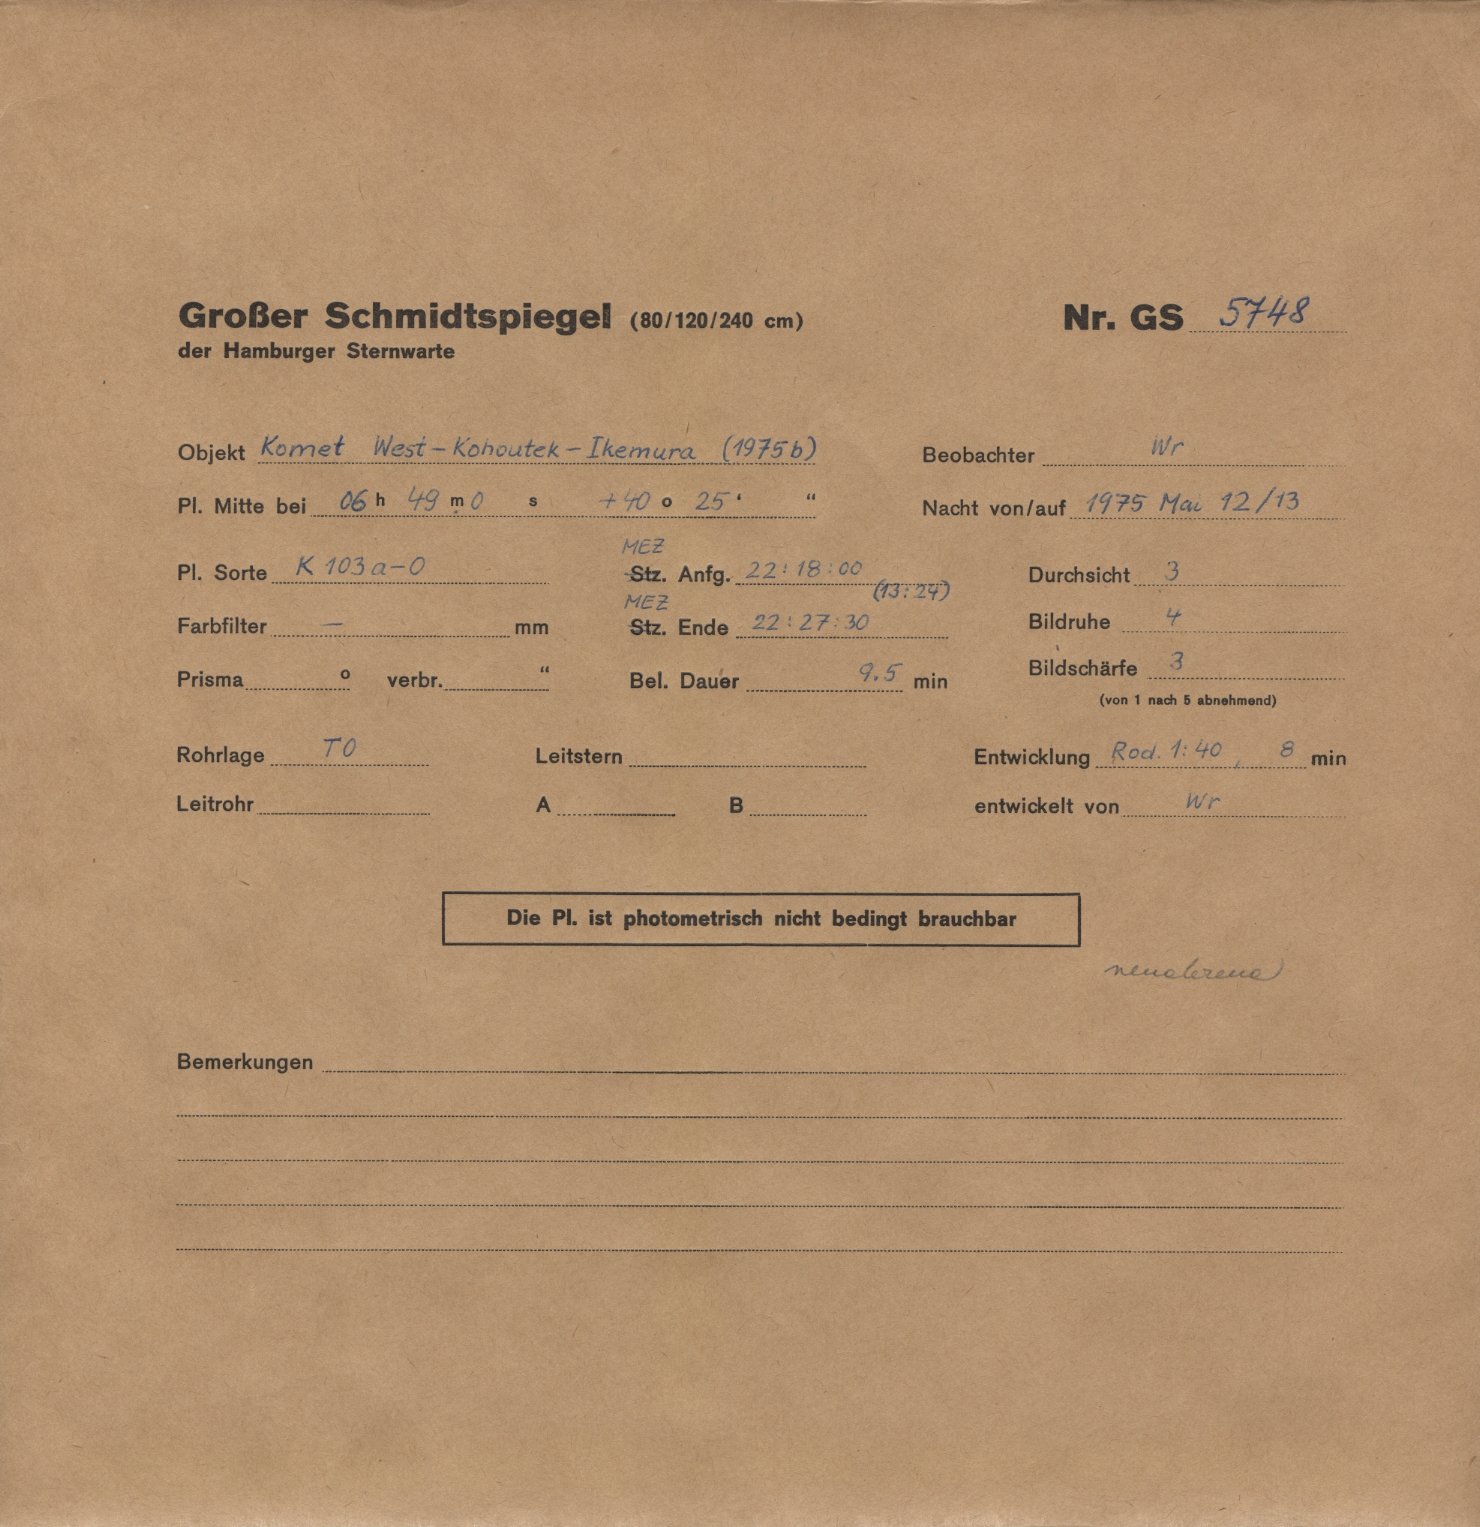 Großer Schmidtspiegel (80/120/240 cm) Nr. GS 5748
der Hamburger Sternwarte
Objekt Komet West-Kohoutek-Ikemura (1975b) Beobachter Wr
Pl. Mitte bei 06 h 49 m 0 s +40 o 25 ' " Nacht von/auf 1975 Mai 12/13
MEZ
Pl. Sorte K 103a-O Stz. Anfg. 22:18:00 Durchsicht 3
(13:24)
MEZ
Farbfilter — mm Stz. Ende 22:27:30 Bildruhe 4
Prisma o verbr. " Bel. Dauer 9.5 min Bildschärfe 3
(von 1 nach 5 abnehmend)
Rohrlage TO Leitstern Entwicklung Rod. 1:40, 8 min
Leitrohr A B entwickelt von Wr
Die Pl. ist photometrisch nicht bedingt brauchbar
Bemerkungen